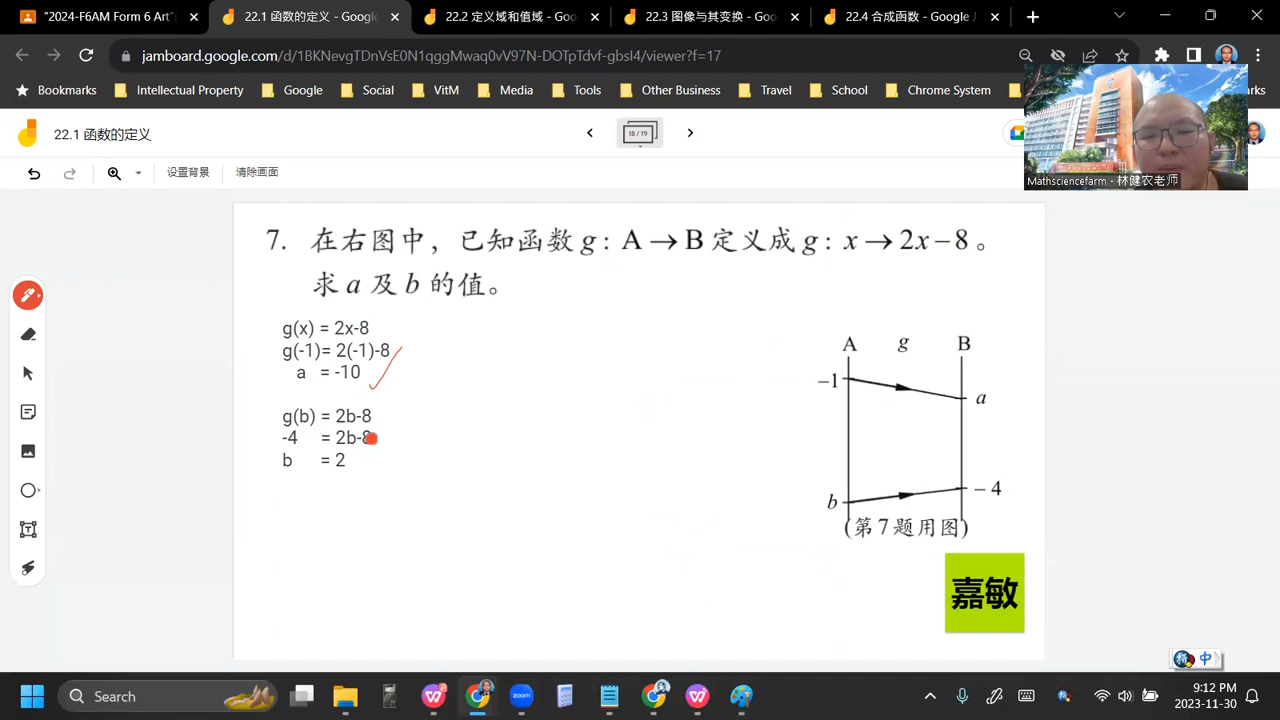 "2024-F6AM Form 6 Art"
22.1 函数的定义 - Google
22.2 定义域和值域 - Goo
22.3 图像与其变换 - Goog
22.4 合成函数 - Google J
jamboard.google.com/d/1BKNevgTDnVsE0N1qggMwaq0vV97N-DOTpTdvf-gbsI4/viewer?f=17
Bookmarks
Intellectual Property
Google
Social
VitM
Media
Tools
Other Business
Travel
School
Chrome System
Mathsciencefarm - 林健农老师
22.1 函数的定义
18 / 19
设置背景
清除画面
7. 在右图中，已知函数 g : A → B 定义成 g : x → 2x – 8 。
求 a 及 b 的值。
g(x) = 2x-8
g(-1)= 2(-1)-8
a = -10
g(b) = 2b-8
-4 = 2b-8
b = 2
A g B
–1
a
b
– 4
(第 7 题用图)
嘉敏
中
Search
zoom
9:12 PM
2023-11-30